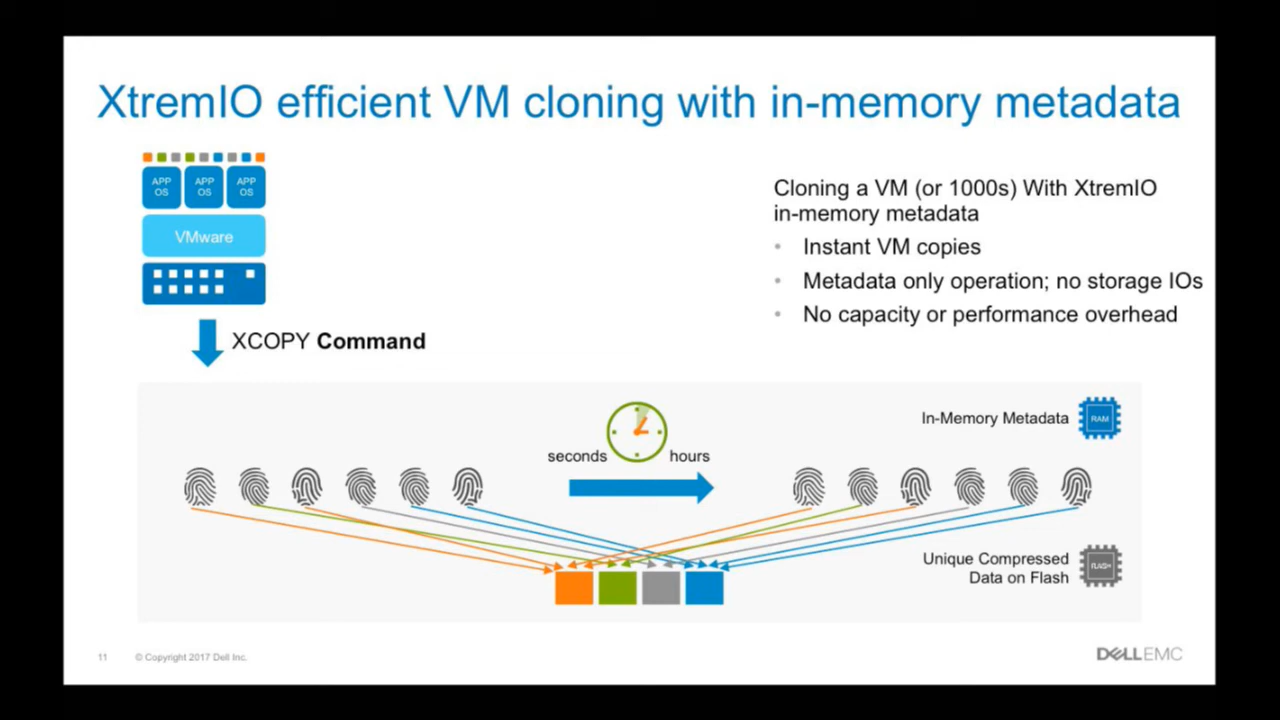 XtremIO efficient VM cloning with in-memory metadata
APP
OS
APP
OS
APP
OS
VMware
XCOPY Command
Cloning a VM (or 1000s) With XtremIO
in-memory metadata
• Instant VM copies
• Metadata only operation; no storage IOs
• No capacity or performance overhead
In-Memory Metadata
RAM
seconds
hours
Unique Compressed
Data on Flash
FLASH
11
© Copyright 2017 Dell Inc.
DELLEMC